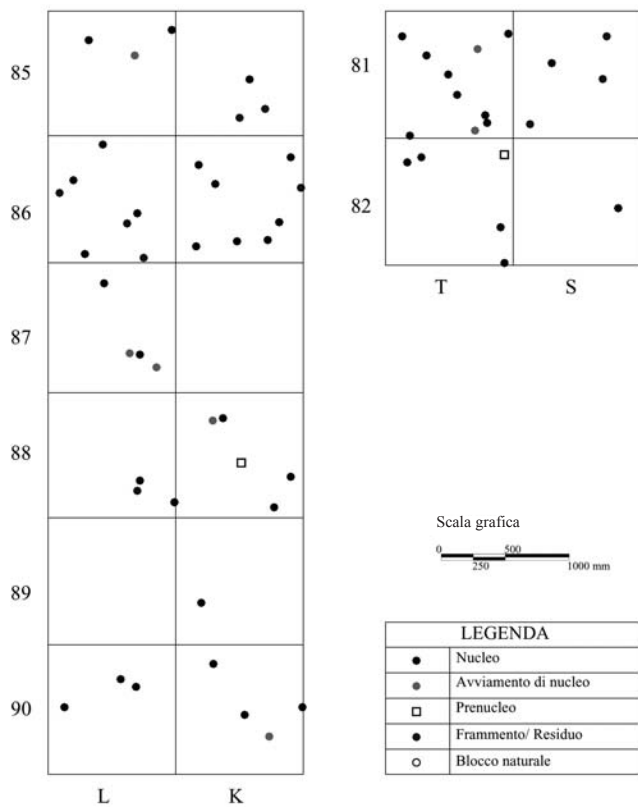 85
86
87
88
89
90
L K
81
82
T S
Scala grafica
0 500
250 1000 mm
LEGENDA
Nucleo
Avviamento di nucleo
Prenucleo
Frammento/ Residuo
Blocco naturale